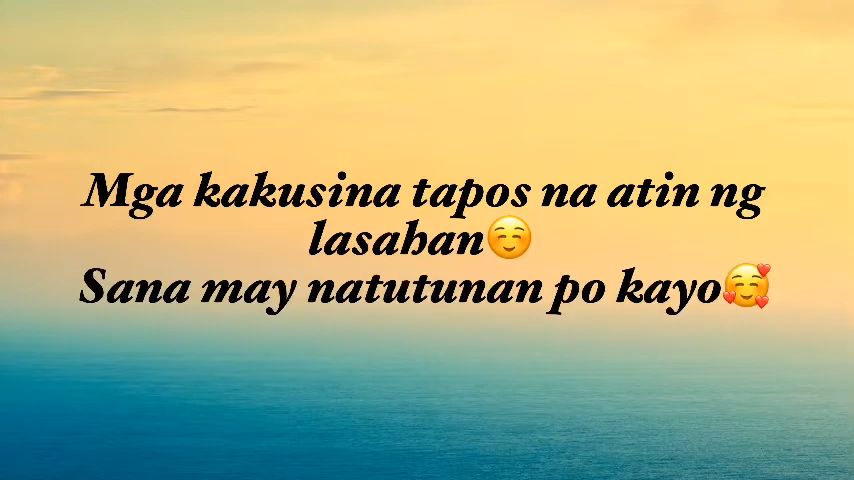 Mga kakusina tapos na atin ng
lasahan☺️
Sana may natutunan po kayo🥰